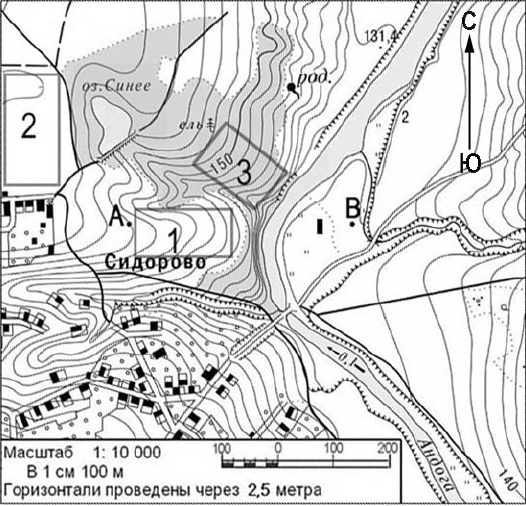 С
131,4
оз.Синее
род.
2
2
ель
150
3
Ю
А.
В
1
Сидорово
0,1
Андога
140
Масштаб 1: 10 000
В 1 см 100 м
100 0 100 200
Горизонтали проведены через 2,5 метра